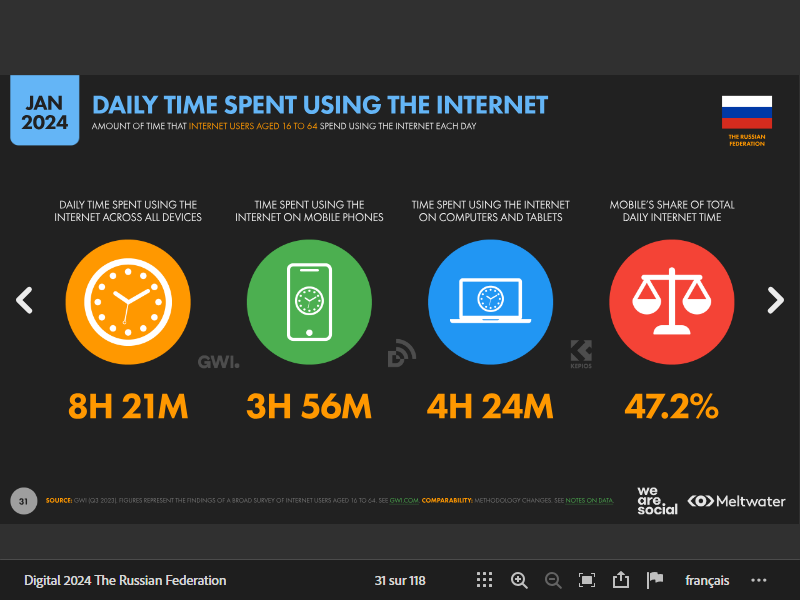 JAN
2024
DAILY TIME SPENT USING THE INTERNET
AMOUNT OF TIME THAT INTERNET USERS AGED 16 TO 64 SPEND USING THE INTERNET EACH DAY
THE RUSSIAN
FEDERATION
DAILY TIME SPENT USING THE
INTERNET ACROSS ALL DEVICES
TIME SPENT USING THE
INTERNET ON MOBILE PHONES
TIME SPENT USING THE INTERNET
ON COMPUTERS AND TABLETS
MOBILE'S SHARE OF TOTAL
DAILY INTERNET TIME
GWI.
KEPIOS
8H 21M
3H 56M
4H 24M
47.2%
31
SOURCE: GWI (Q3 2023). FIGURES REPRESENT THE FINDINGS OF A BROAD SURVEY OF INTERNET USERS AGED 16 TO 64. SEE GWI.COM. COMPARABILITY: METHODOLOGY CHANGES. SEE NOTES ON DATA.
we
are.
social
Meltwater
Digital 2024 The Russian Federation
31 sur 118
français